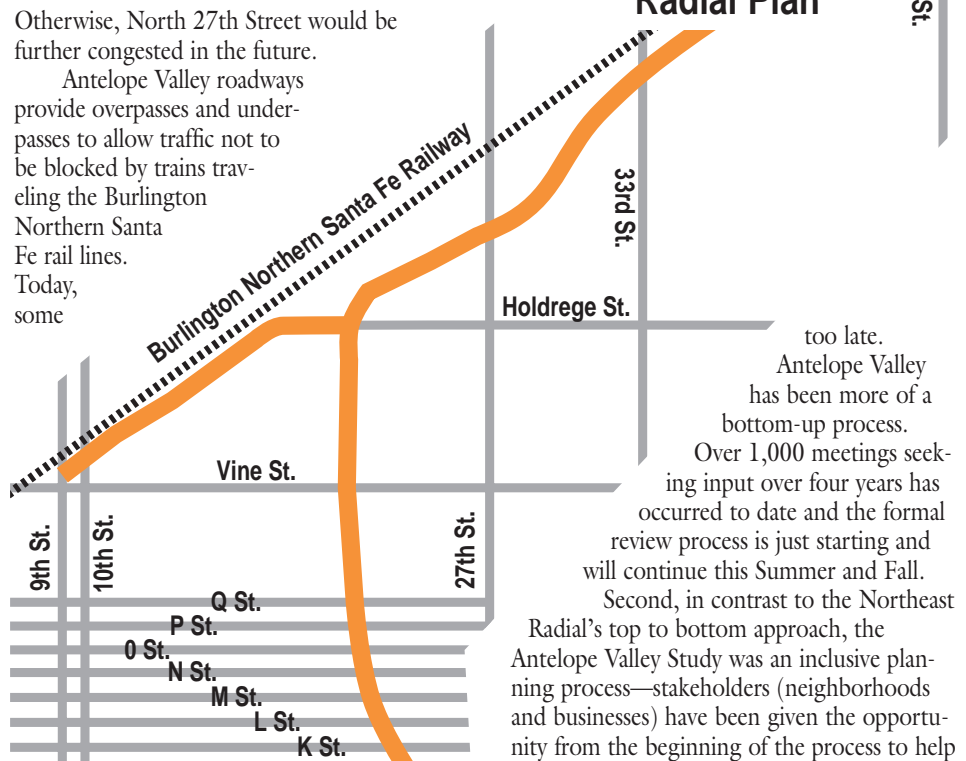 Otherwise, North 27th Street would be
further congested in the future.
Antelope Valley roadways
provide overpasses and under-
passes to allow traffic not to
be blocked by trains trav-
eling the Burlington
Northern Santa
Fe rail lines.
Today,
some
Radial Plan
St.
Burlington Northern Santa Fe Railway
33rd St.
Holdrege St.
Vine St.
9th St.
10th St.
27th St.
Q St.
P St.
0 St.
N St.
M St.
L St.
K St.
too late.
Antelope Valley
has been more of a
bottom-up process.
Over 1,000 meetings seek-
ing input over four years has
occurred to date and the formal
review process is just starting and
will continue this Summer and Fall.
Second, in contrast to the Northeast
Radial’s top to bottom approach, the
Antelope Valley Study was an inclusive plan-
ning process—stakeholders (neighborhoods
and businesses) have been given the opportu-
nity from the beginning of the process to help